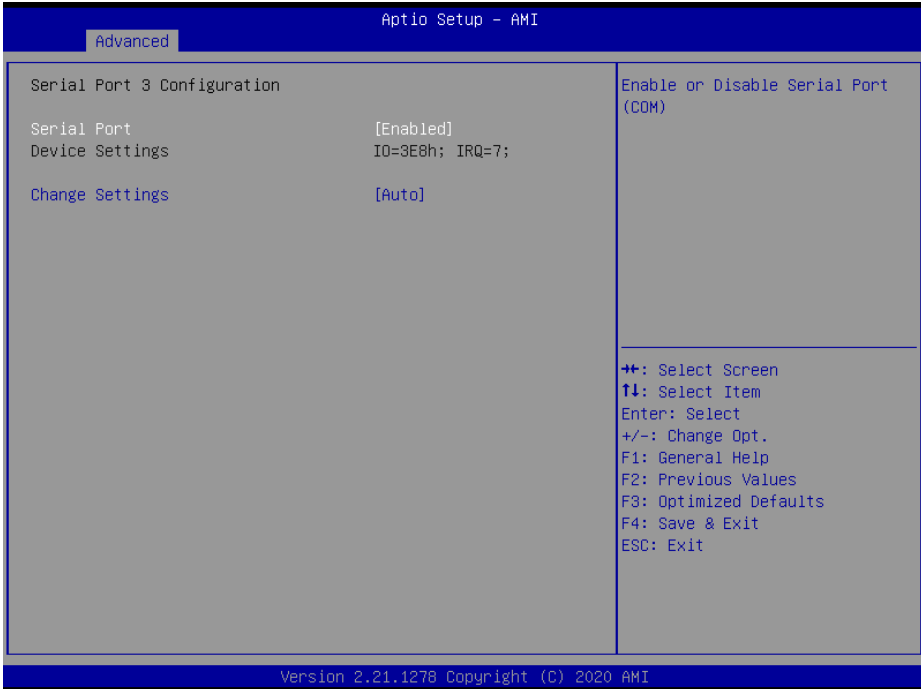 Aptio Setup – AMI
Advanced
Serial Port 3 Configuration
Serial Port [Enabled]
Device Settings IO=3E8h; IRQ=7;
Change Settings [Auto]
Enable or Disable Serial Port
(COM)
→←: Select Screen
↑↓: Select Item
Enter: Select
+/-: Change Opt.
F1: General Help
F2: Previous Values
F3: Optimized Defaults
F4: Save & Exit
ESC: Exit
Version 2.21.1278 Copyright (C) 2020 AMI